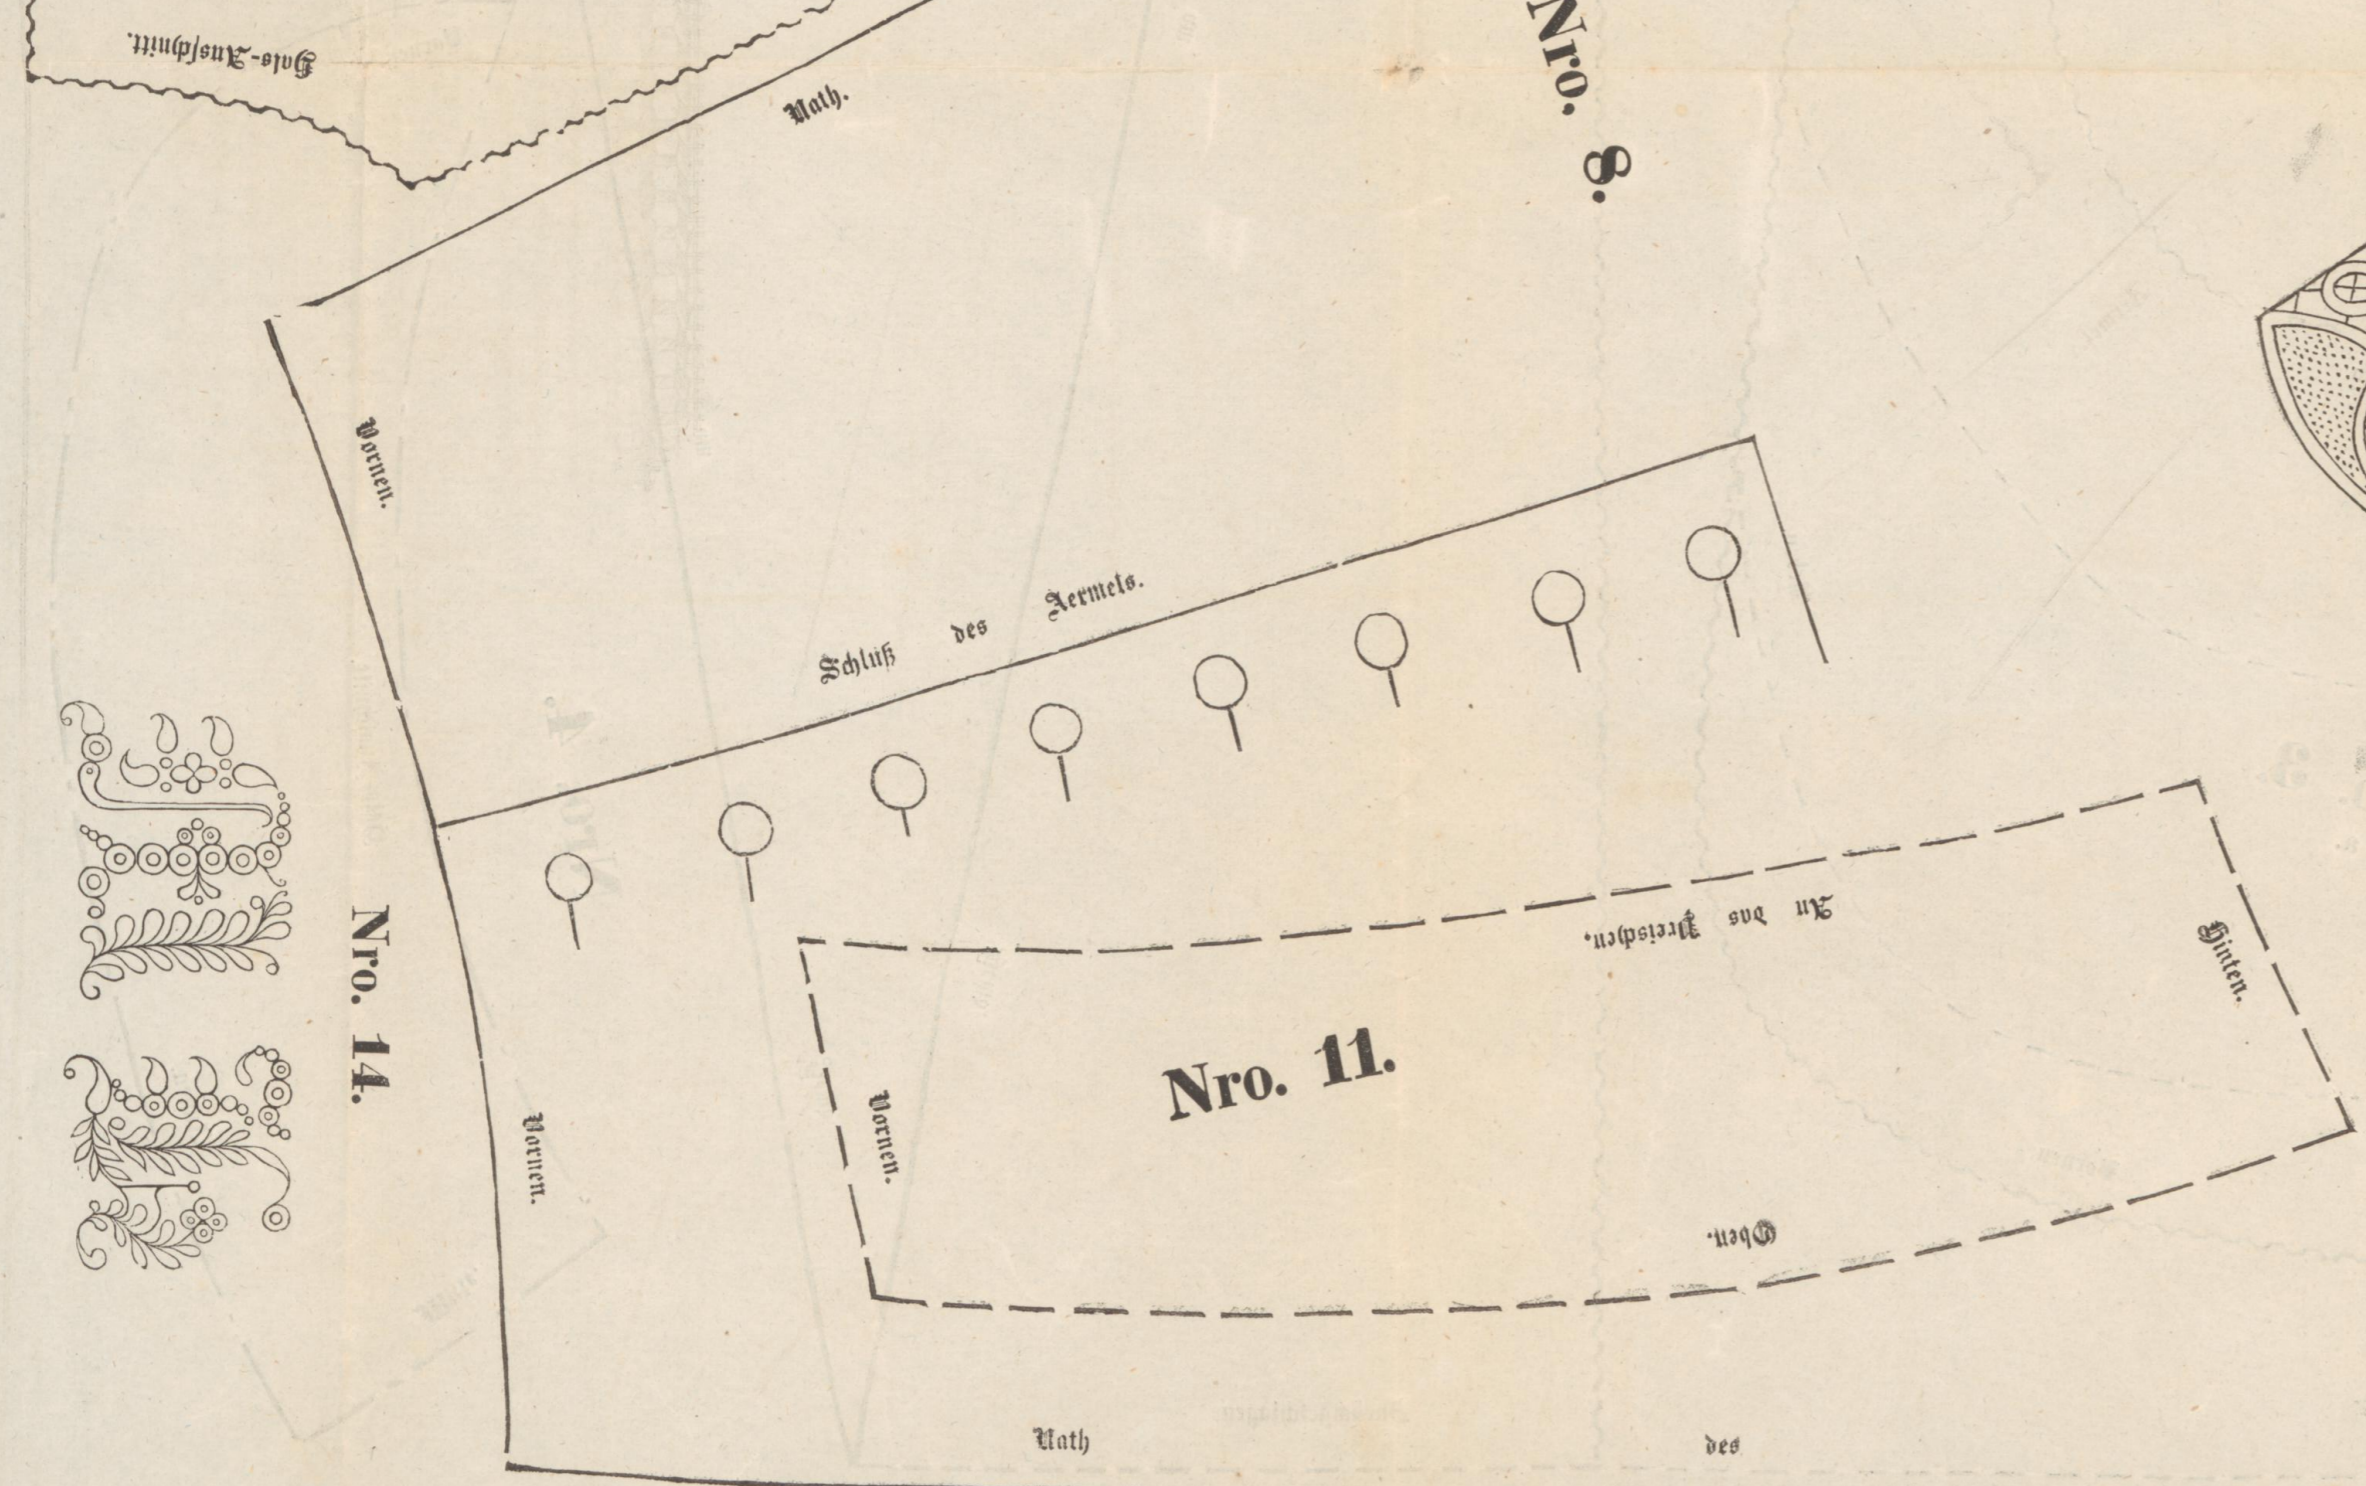 Hals-Ausschnitt.
Nath.
Nro. 8.
Vornen.
Schluß des Aermels.
Nro. 14.
An das Preischen.
Hinten.
Nro. 11.
Vornen.
Vornen.
Oben.
Nath des